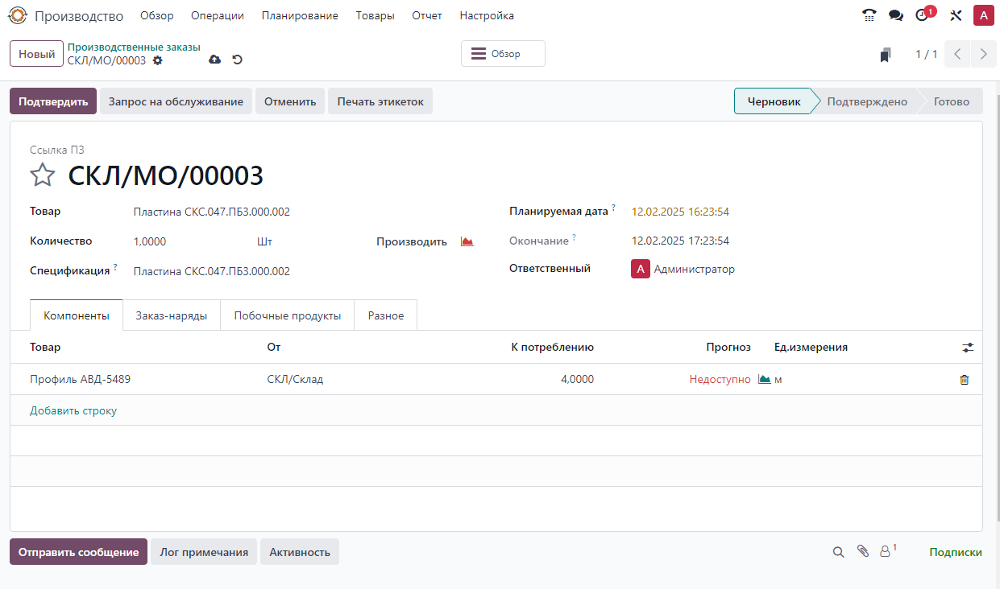 Производство Обзор Операции Планирование Товары Отчет Настройка 1 A
Новый Производственные заказы Обзор 1 / 1
СКЛ/МО/00003
Подтвердить Запрос на обслуживание Отменить Печать этикеток Черновик Подтверждено Готово
Ссылка ПЗ
СКЛ/МО/00003
Товар Пластина СКС.047.ПБ3.000.002 Планируемая дата ? 12.02.2025 16:23:54
Количество 1,0000 Шт Производить Окончание ? 12.02.2025 17:23:54
Спецификация ? Пластина СКС.047.ПБ3.000.002 Ответственный A Администратор
Компоненты Заказ-наряды Побочные продукты Разное
Товар От К потреблению Прогноз Ед.измерения
Профиль АВД-5489 СКЛ/Склад 4,0000 Недоступно м
Добавить строку
Отправить сообщение Лог примечания Активность 1 Подписки